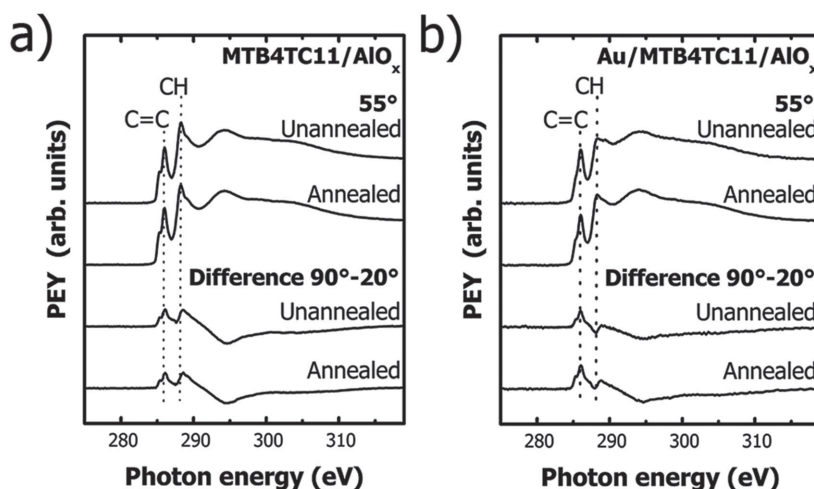 a)
MTB4TC11/AlOx
CH
55°
C=C
Unannealed
Annealed
Difference 90°-20°
Unannealed
Annealed
PEY (arb. units)
280 290 300 310
Photon energy (eV)
b)
Au/MTB4TC11/AlOx
CH
55°
C=C
Unannealed
Annealed
Difference 90°-20°
Unannealed
Annealed
PEY (arb. units)
280 290 300 310
Photon energy (eV)